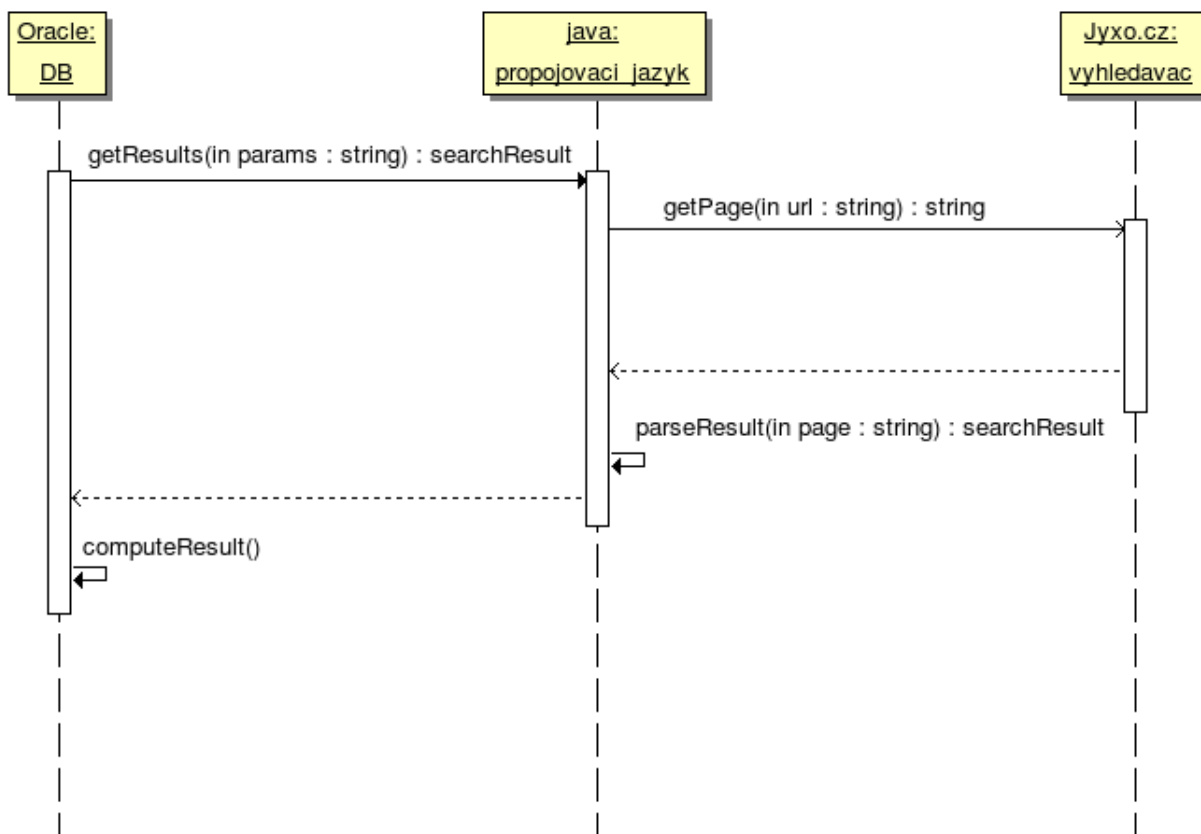 Oracle:
DB
java:
propojovaci_jazyk
Jyxo.cz:
vyhledavac
getResults(in params : string) : searchResult
getPage(in url : string) : string
parseResult(in page : string) : searchResult
computeResult()